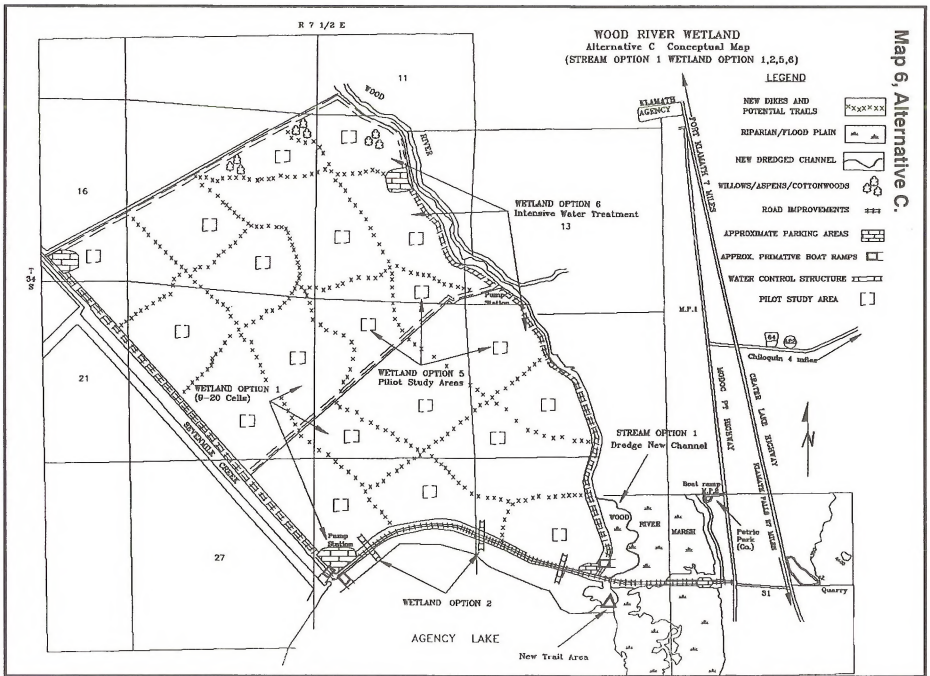 R 7 1/2 E
WOOD RIVER WETLAND
Alternative C Conceptual Map
(STREAM OPTION 1 WETLAND OPTION 1,2,5,6)
Map 6, Alternative C.
LEGEND
NEW DIKES AND
POTENTIAL TRAILS
RIPARIAN/FLOOD PLAIN
NEW DREDGED CHANNEL
WILLOWS/ASPENS/COTTONWOODS
ROAD IMPROVEMENTS
APPROXIMATE PARKING AREAS
APPROX. PRIMATIVE BOAT RAMPS
WATER CONTROL STRUCTURE
PILOT STUDY AREA
11
WOOD
RIVER
KLAMATH
AGENCY
FORT KLAMATH 7 MILES
16
WETLAND OPTION 6
Intensive Water Treatment
13
T
34
S
Pump
Station
M.P.1
64
Chiloquin 4 miles
21
WETLAND OPTION 5
Piliot Study Areas
WETLAND OPTION 1
(9-20 Cells)
SEVENMILE
CREEK
MODOC PT HIGHWAY
CRATER LAKE HIGHWAY
KLAMATH FALLS 27 MILES
N
STREAM OPTION 1
Dredge New Channel
Boat ramp
WOOD
RIVER
MARSH
Petric
Park
(Co.)
Pump
Station
27
WETLAND OPTION 2
31
Quarry
AGENCY LAKE
New Trail Area